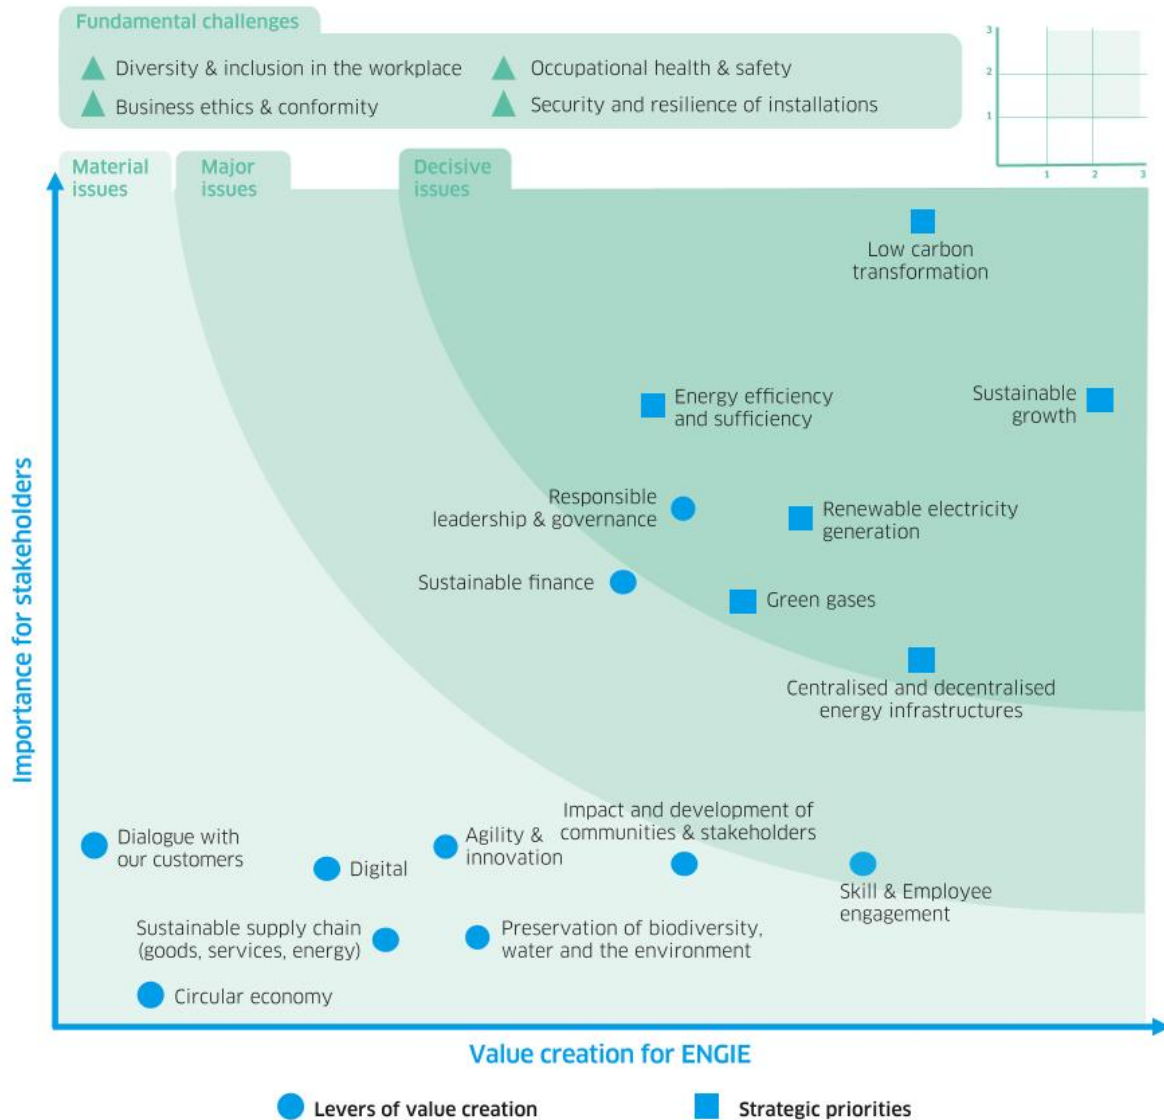 Fundamental challenges
Diversity & inclusion in the workplace
Occupational health & safety
Business ethics & conformity
Security and resilience of installations
3
2
1
1
2
3
Material
issues
Major
issues
Decisive
issues
Low carbon
transformation
Energy efficiency
and sufficiency
Sustainable
growth
Responsible
leadership & governance
Renewable electricity
generation
Sustainable finance
Green gases
Centralised and decentralised
energy infrastructures
Importance for stakeholders
Dialogue with
our customers
Digital
Agility &
innovation
Impact and development of
communities & stakeholders
Skill & Employee
engagement
Sustainable supply chain
(goods, services, energy)
Preservation of biodiversity,
water and the environment
Circular economy
Value creation for ENGIE
Levers of value creation
Strategic priorities